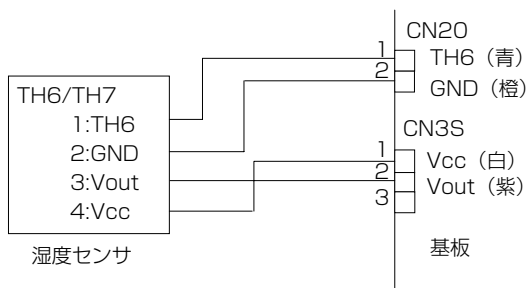 TH6/TH7
1:TH6
2:GND
3:Vout
4:Vcc
湿度センサ
CN20
1
TH6（青）
2
GND（橙）
CN3S
1
Vcc（白）
2
Vout（紫）
3
基板